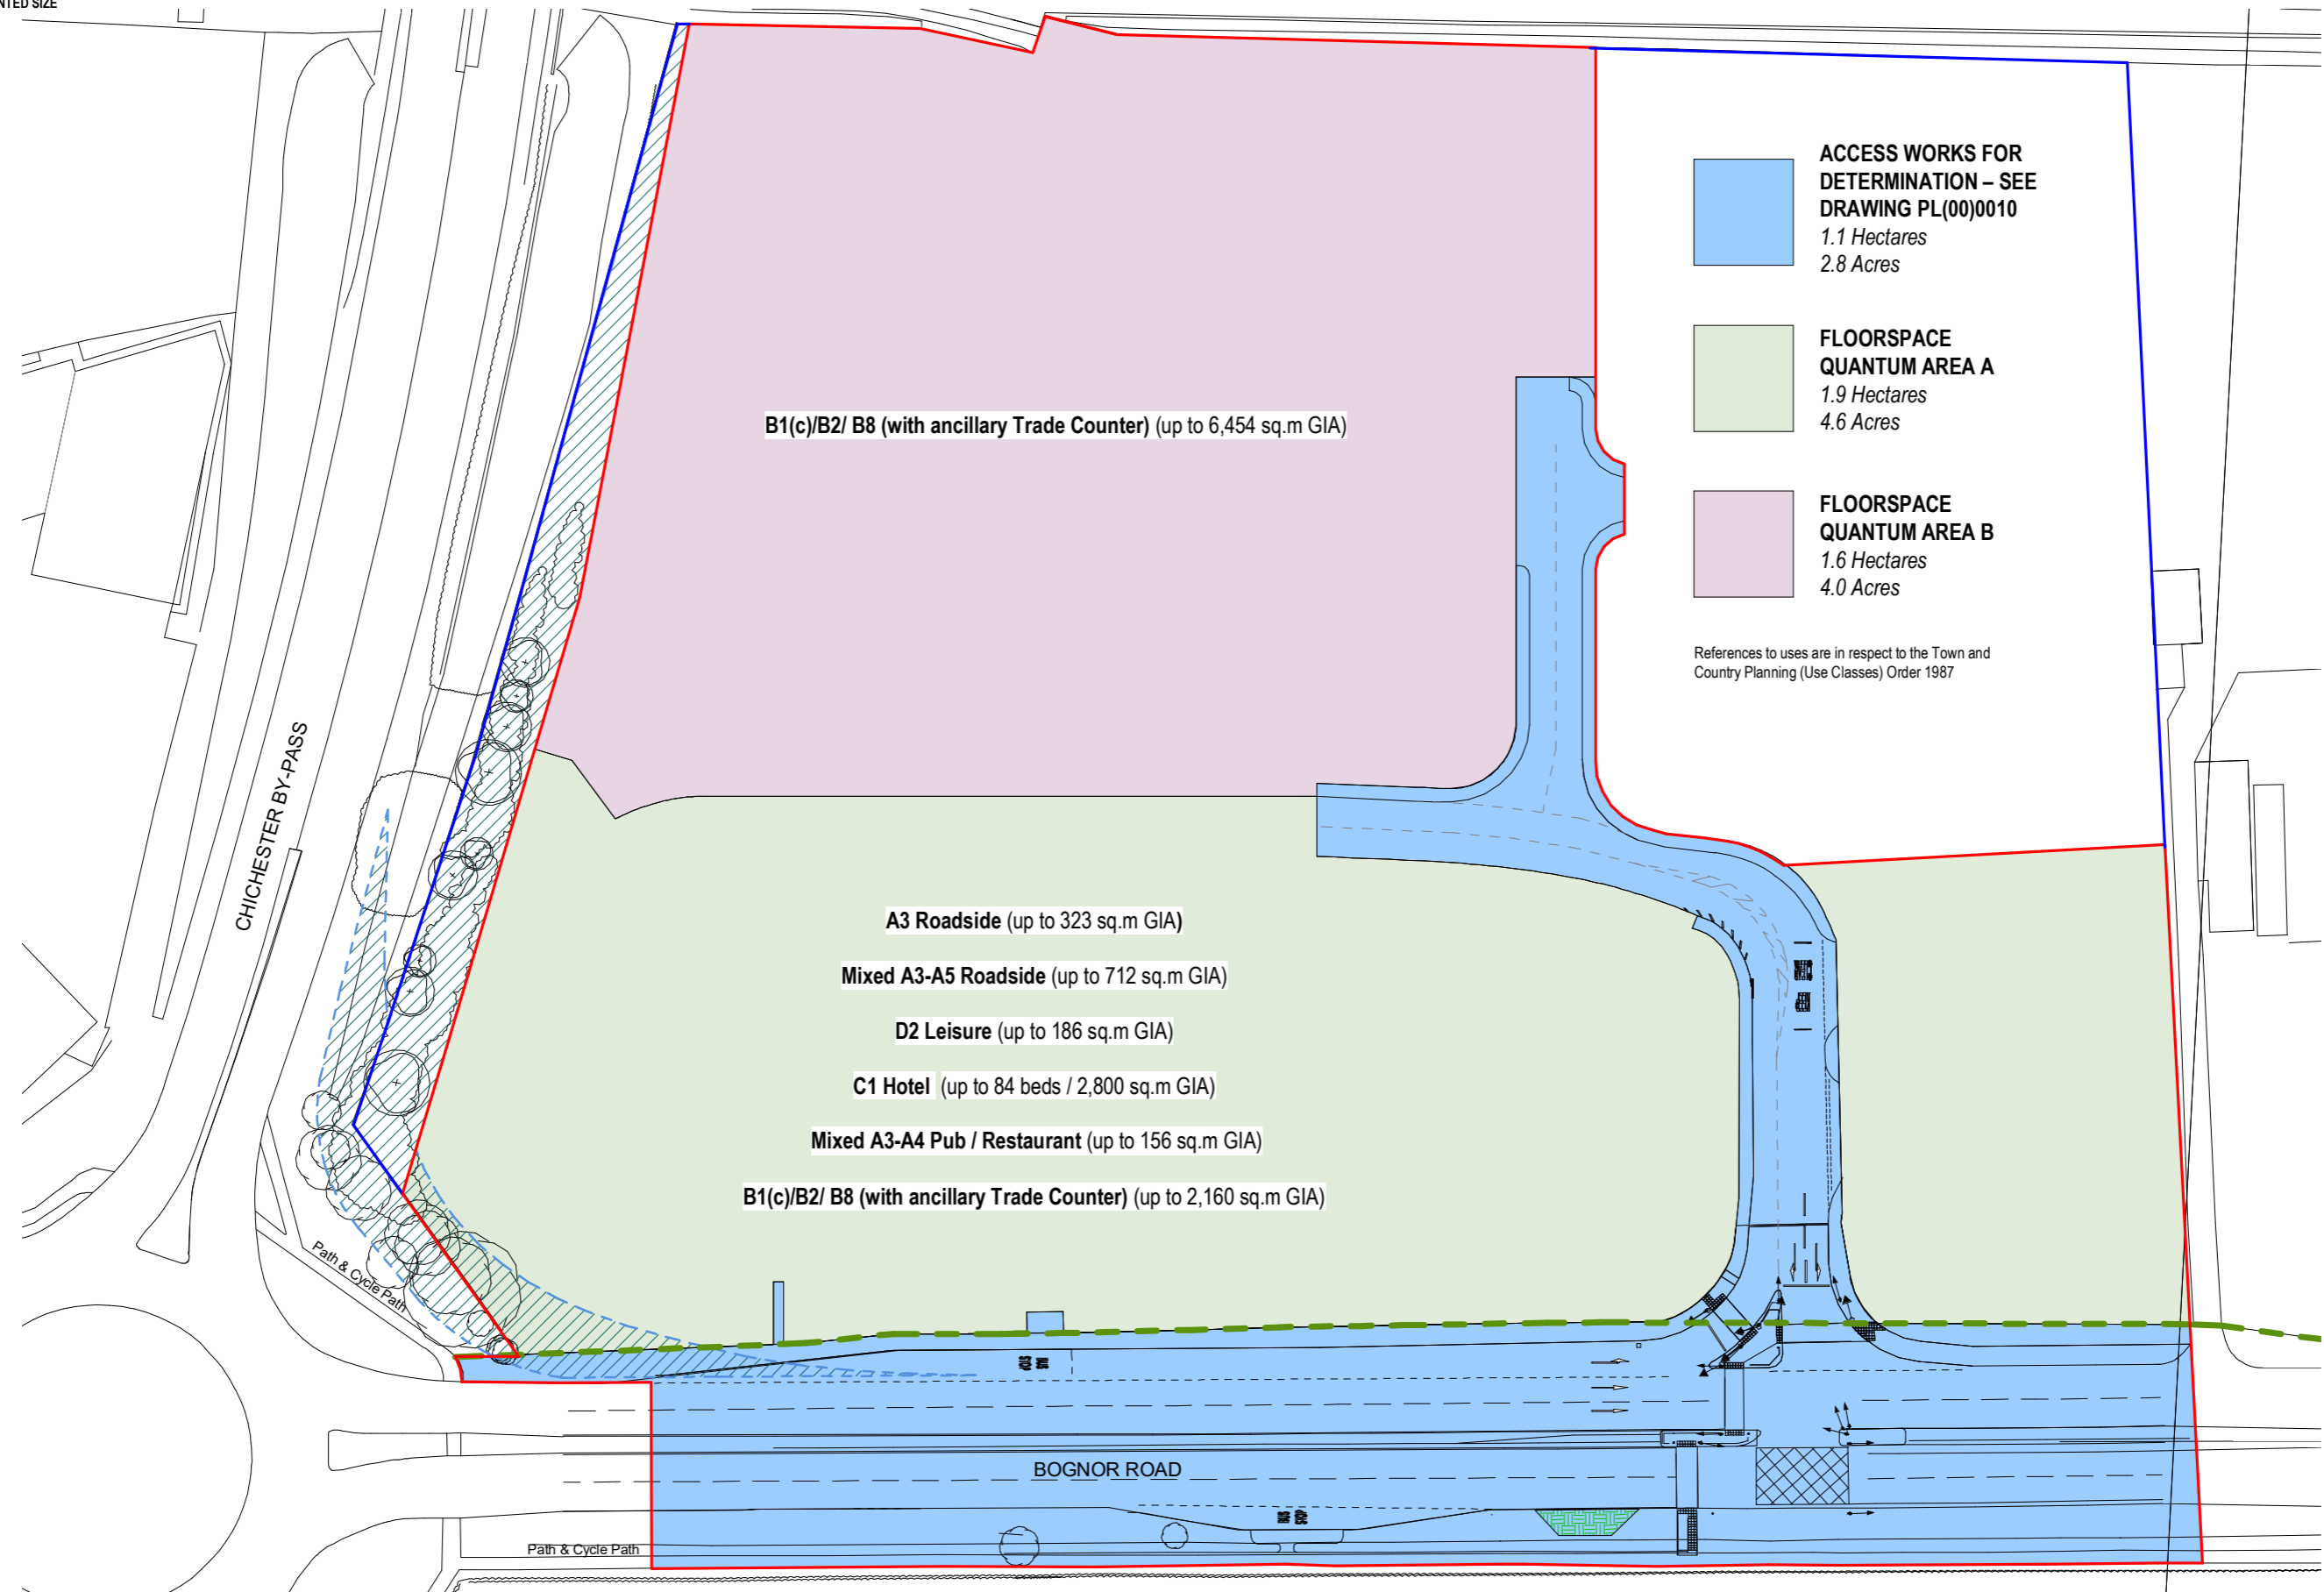 NTED SIZE
ACCESS WORKS FOR
DETERMINATION – SEE
DRAWING PL(00)0010
1.1 Hectares
2.8 Acres
FLOORSPACE
QUANTUM AREA A
1.9 Hectares
4.6 Acres
FLOORSPACE
QUANTUM AREA B
1.6 Hectares
4.0 Acres
References to uses are in respect to the Town and
Country Planning (Use Classes) Order 1987
B1(c)/B2/ B8 (with ancillary Trade Counter) (up to 6,454 sq.m GIA)
CHICHESTER BY-PASS
A3 Roadside (up to 323 sq.m GIA)
Mixed A3-A5 Roadside (up to 712 sq.m GIA)
D2 Leisure (up to 186 sq.m GIA)
C1 Hotel (up to 84 beds / 2,800 sq.m GIA)
Mixed A3-A4 Pub / Restaurant (up to 156 sq.m GIA)
B1(c)/B2/ B8 (with ancillary Trade Counter) (up to 2,160 sq.m GIA)
Path & Cycle Path
BOGNOR ROAD
Path & Cycle Path